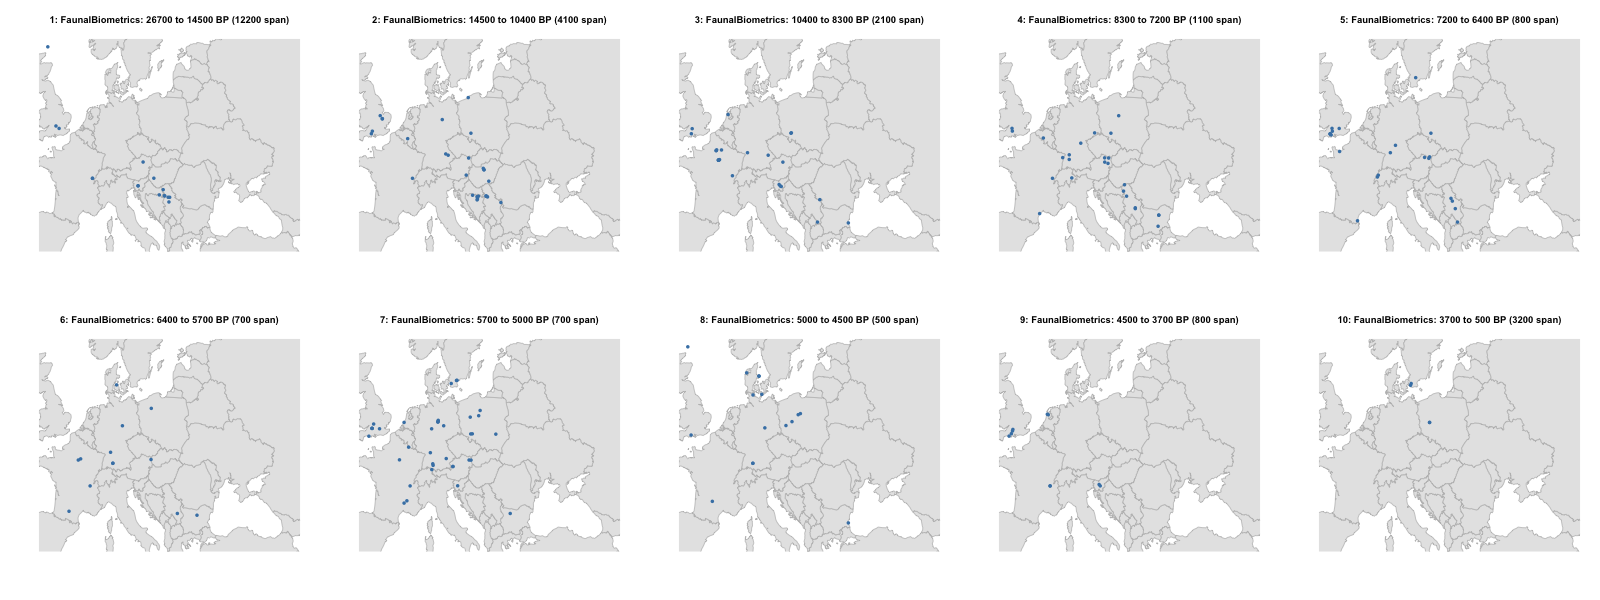 1: FaunalBiometrics: 26700 to 14500 BP (12200 span)
2: FaunalBiometrics: 14500 to 10400 BP (4100 span)
3: FaunalBiometrics: 10400 to 8300 BP (2100 span)
4: FaunalBiometrics: 8300 to 7200 BP (1100 span)
5: FaunalBiometrics: 7200 to 6400 BP (800 span)
6: FaunalBiometrics: 6400 to 5700 BP (700 span)
7: FaunalBiometrics: 5700 to 5000 BP (700 span)
8: FaunalBiometrics: 5000 to 4500 BP (500 span)
9: FaunalBiometrics: 4500 to 3700 BP (800 span)
10: FaunalBiometrics: 3700 to 500 BP (3200 span)